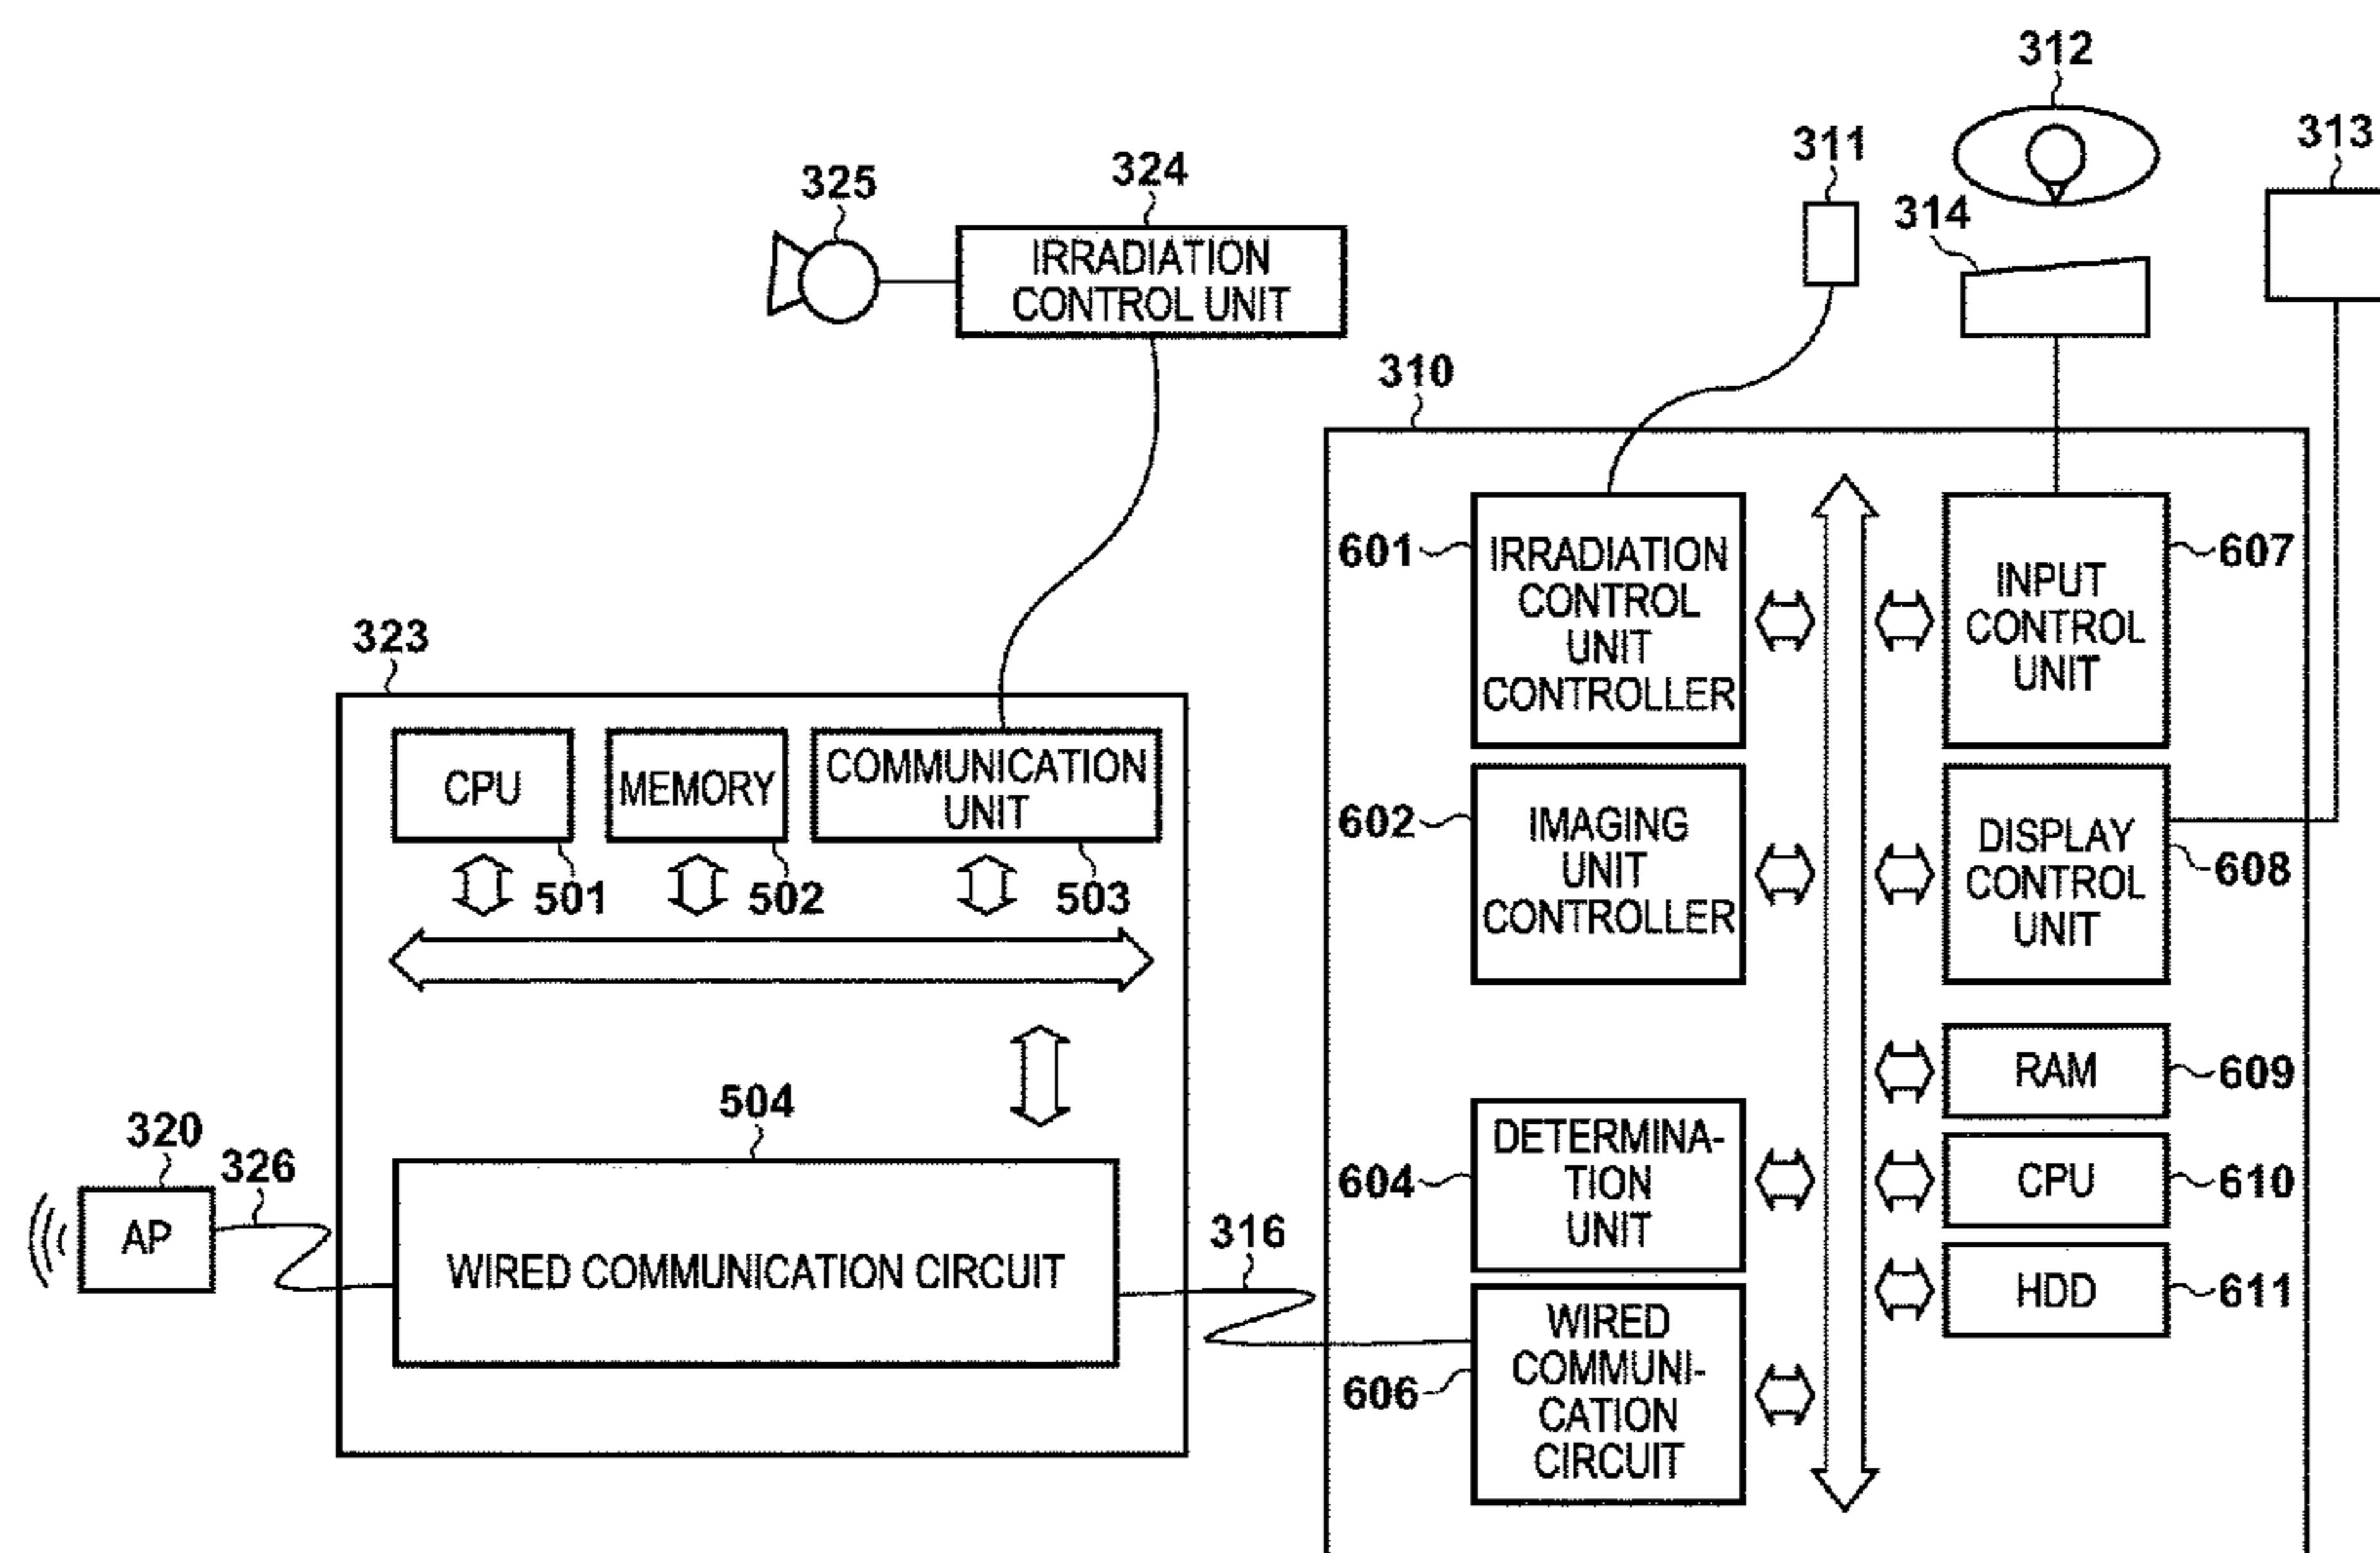 312
311
313
325
324
314
IRRADIATION
CONTROL UNIT
310
323
601
IRRADIATION
CONTROL
UNIT
CONTROLLER
INPUT
CONTROL
UNIT
607
CPU
MEMORY
COMMUNICATION
UNIT
501
502
503
602
IMAGING
UNIT
CONTROLLER
DISPLAY
CONTROL
UNIT
608
RAM
609
504
320
326
AP
WIRED COMMUNICATION CIRCUIT
316
604
DETERMINA-
TION
UNIT
CPU
610
HDD
611
606
WIRED
COMMUNI-
CATION
CIRCUIT